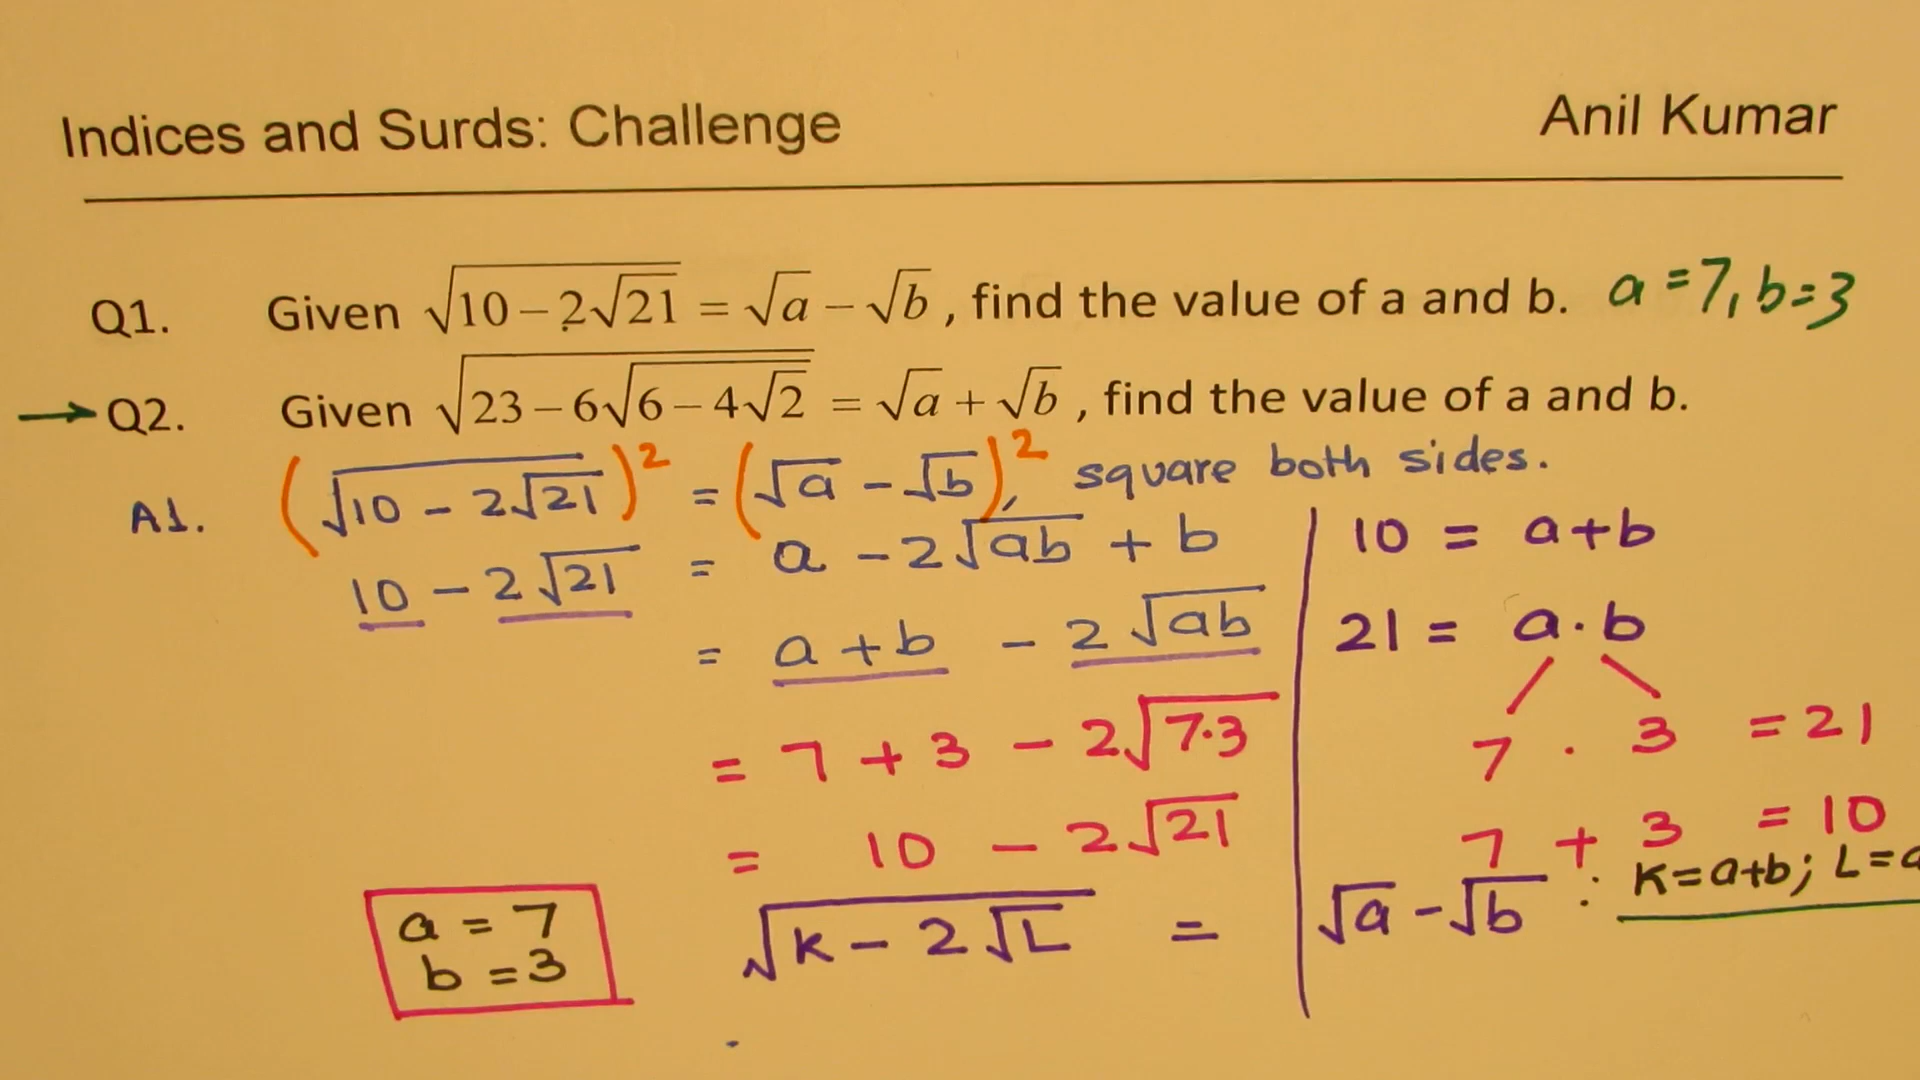 Indices and Surds: Challenge
Anil Kumar
Q1. Given √(10 − 2√21) = √a − √b , find the value of a and b. a = 7, b = 3
→ Q2. Given √(23 − 6√(6 − 4√2)) = √a + √b , find the value of a and b.
A1. (√(10 − 2√21))² = (√a − √b)², square both sides.
10 − 2√21 = a − 2√ab + b
= a + b − 2√ab
= 7 + 3 − 2√7·3
= 10 − 2√21
10 = a+b
21 = a·b
7 · 3 = 21
7 + 3 = 10
a = 7
b = 3
√(K − 2√L) = √a − √b : K=a+b; L=